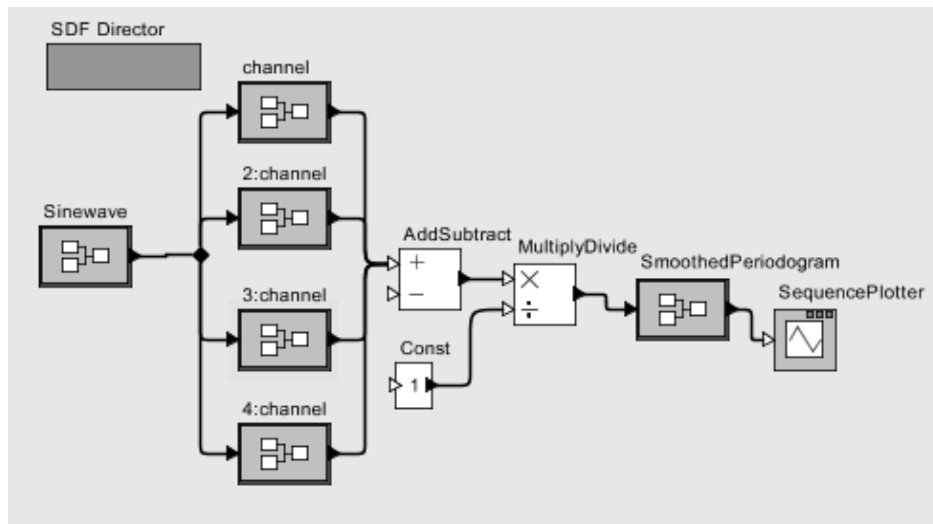 SDF Director
channel
2:channel
Sinewave
AddSubtract
MultiplyDivide
SmoothedPeriodogram
SequencePlotter
+
−
×
÷
3:channel
Const
1
4:channel